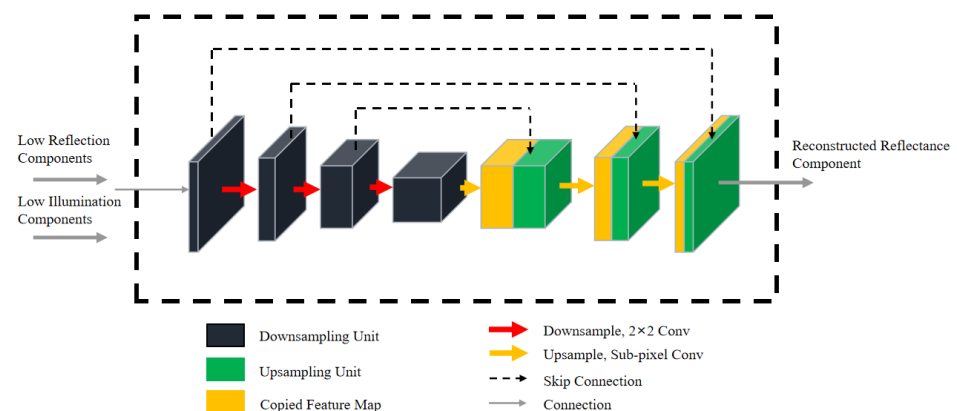 Low Reflection
Components
Low Illumination
Components
Reconstructed Reflectance
Component
Downsampling Unit
Upsampling Unit
Copied Feature Map
Downsample, 2×2 Conv
Upsample, Sub-pixel Conv
Skip Connection
Connection